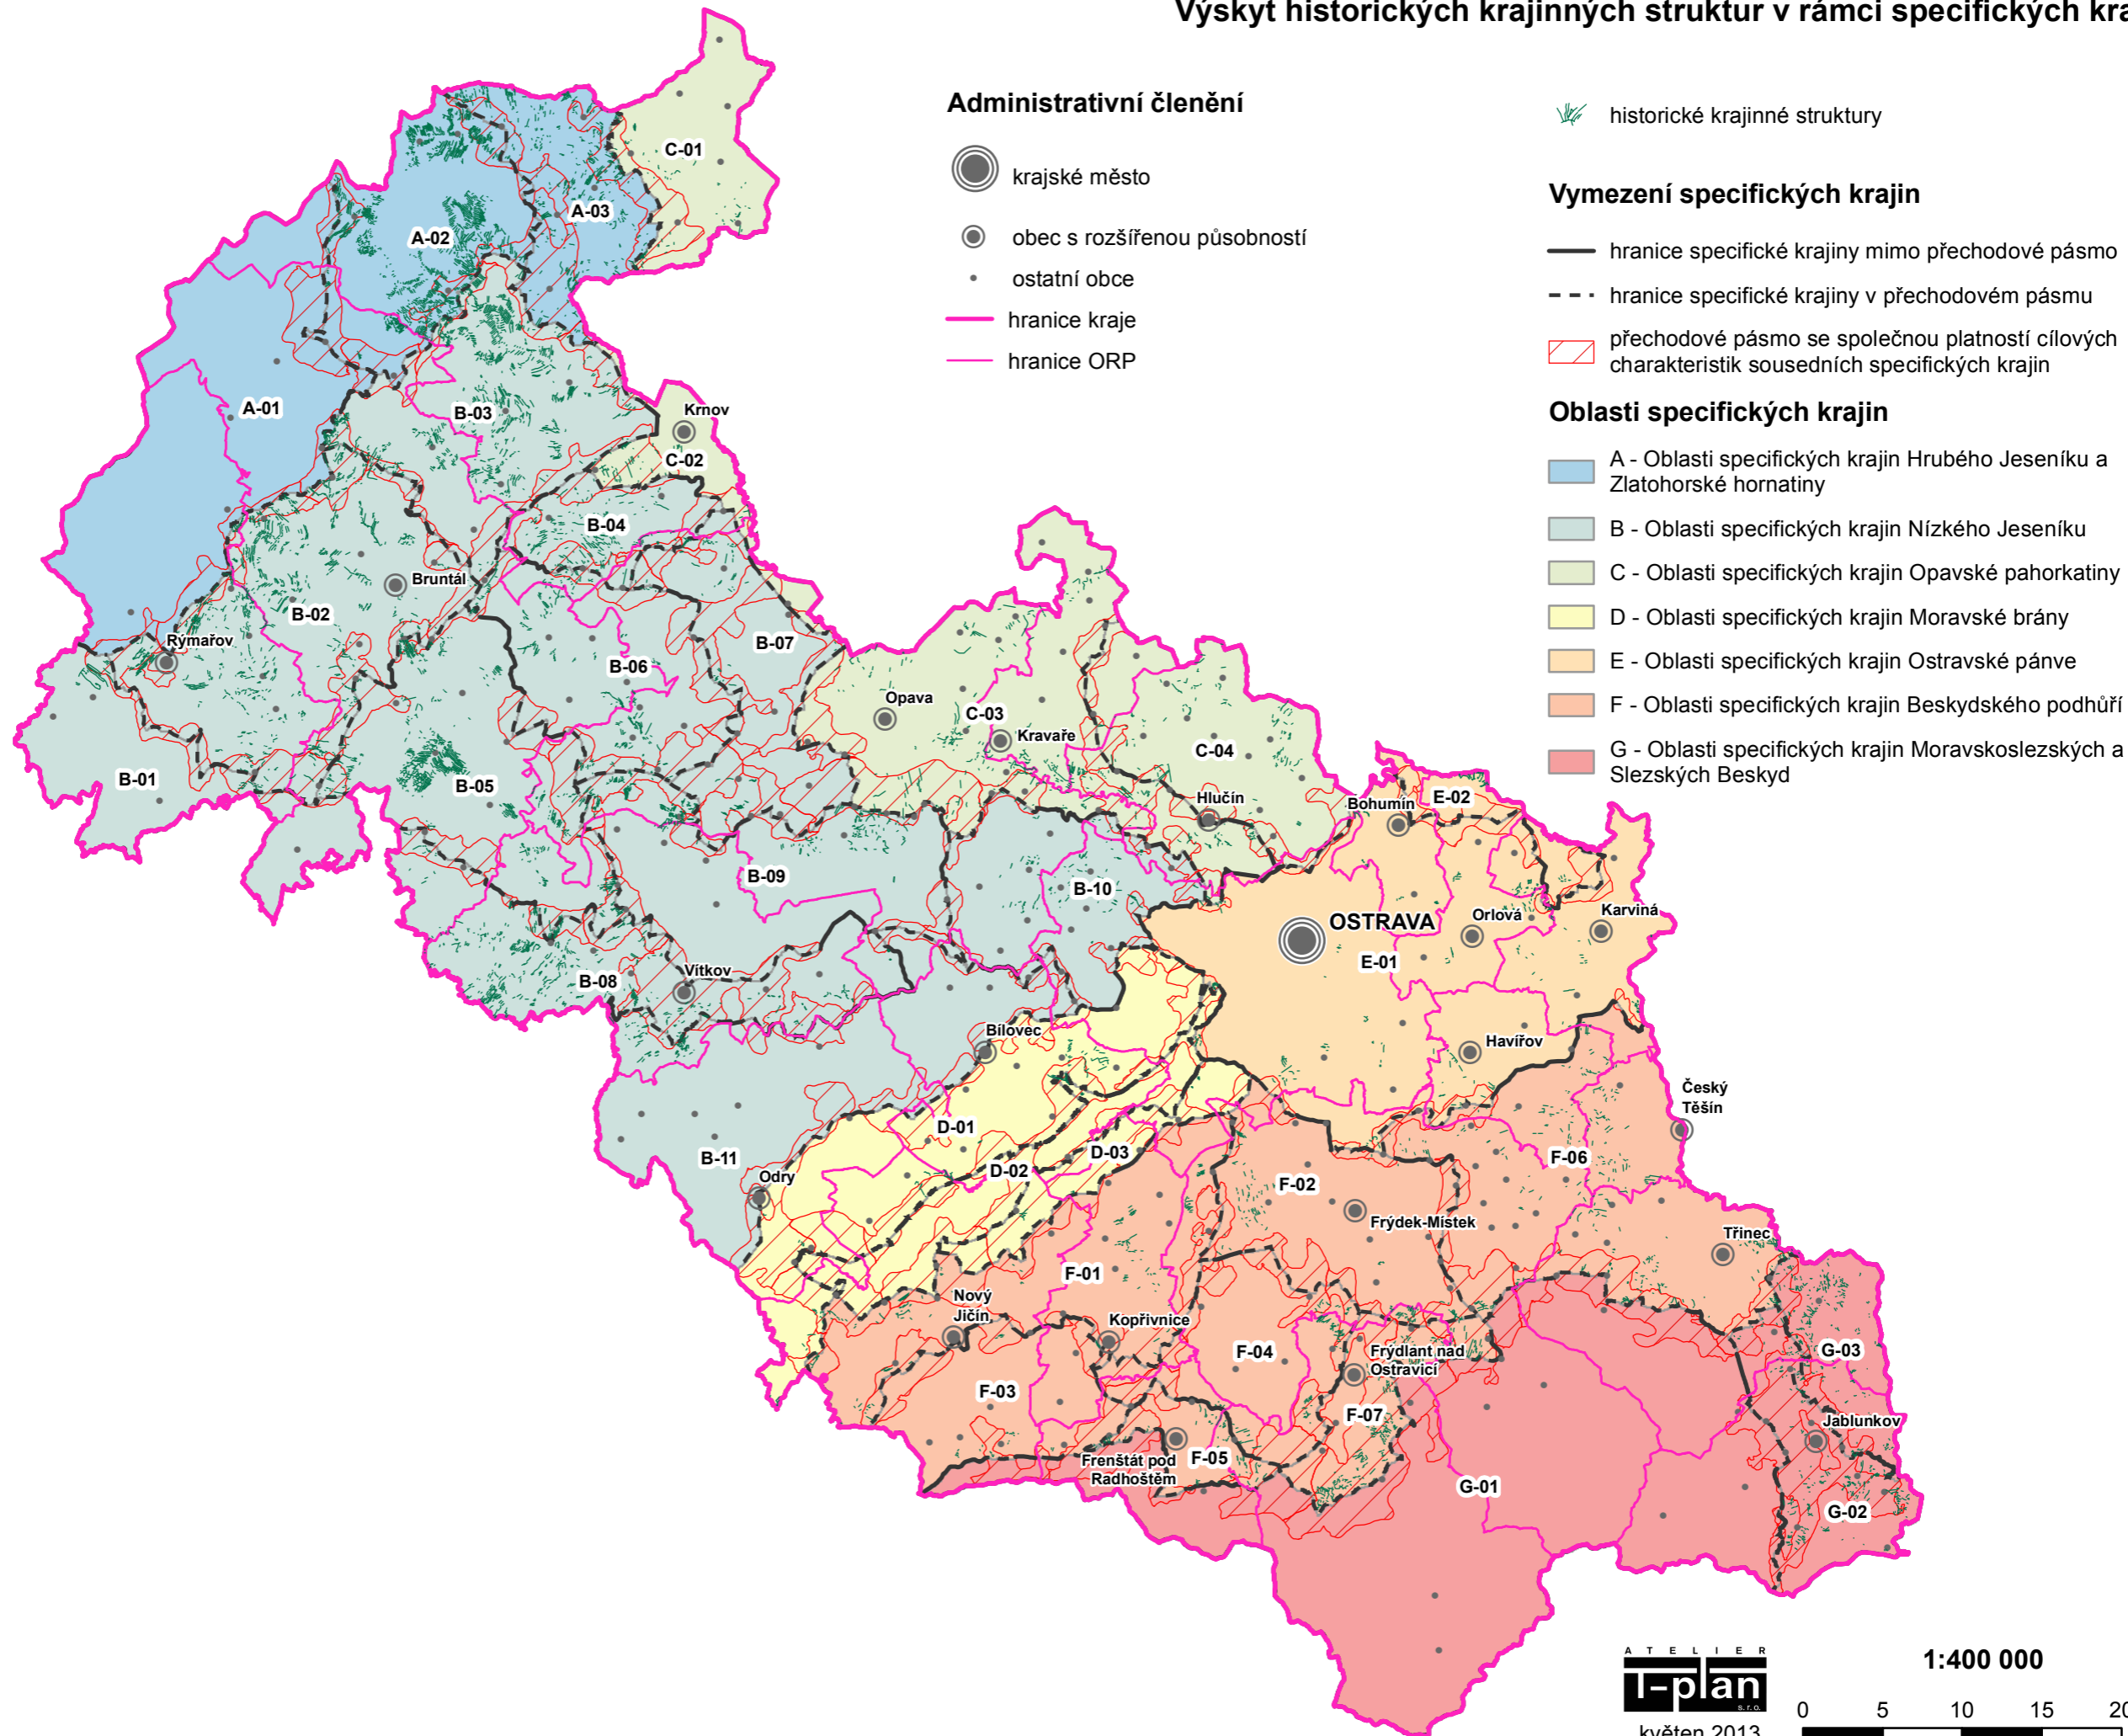 Výskyt historických krajinných struktur v rámci specifických kra
Administrativní členění
krajské město
obec s rozšířenou působností
ostatní obce
hranice kraje
hranice ORP
historické krajinné struktury
Vymezení specifických krajin
hranice specifické krajiny mimo přechodové pásmo
hranice specifické krajiny v přechodovém pásmu
přechodové pásmo se společnou platností cílových
charakteristik sousedních specifických krajin
Oblasti specifických krajin
A - Oblasti specifických krajin Hrubého Jeseníku a
Zlatohorské hornatiny
B - Oblasti specifických krajin Nízkého Jeseníku
C - Oblasti specifických krajin Opavské pahorkatiny
D - Oblasti specifických krajin Moravské brány
E - Oblasti specifických krajin Ostravské pánve
F - Oblasti specifických krajin Beskydského podhůří
G - Oblasti specifických krajin Moravskoslezských a
Slezských Beskyd
C-01
A-03
A-02
A-01
B-03
Krnov
C-02
B-04
Bruntál
B-02
Rýmařov
B-07
B-06
Opava
C-03
Kravaře
C-04
B-01
B-05
Hlučín
Bohumín
E-02
B-09
B-10
OSTRAVA
Orlová
Karviná
E-01
B-08
Vítkov
Bílovec
Havířov
Český
Těšín
D-01
D-03
B-11
D-02
F-06
Odry
F-02
Frýdek-Místek
Třinec
F-01
Nový
Jičín
Kopřivnice
F-04
Frýdlant nad
Ostravicí
G-03
F-03
F-07
Jablunkov
Frenštát pod
Radhoštěm
F-05
G-01
G-02
ATELIER
T-plan
s.r.o.
květen 2013
1:400 000
0 5 10 15 20